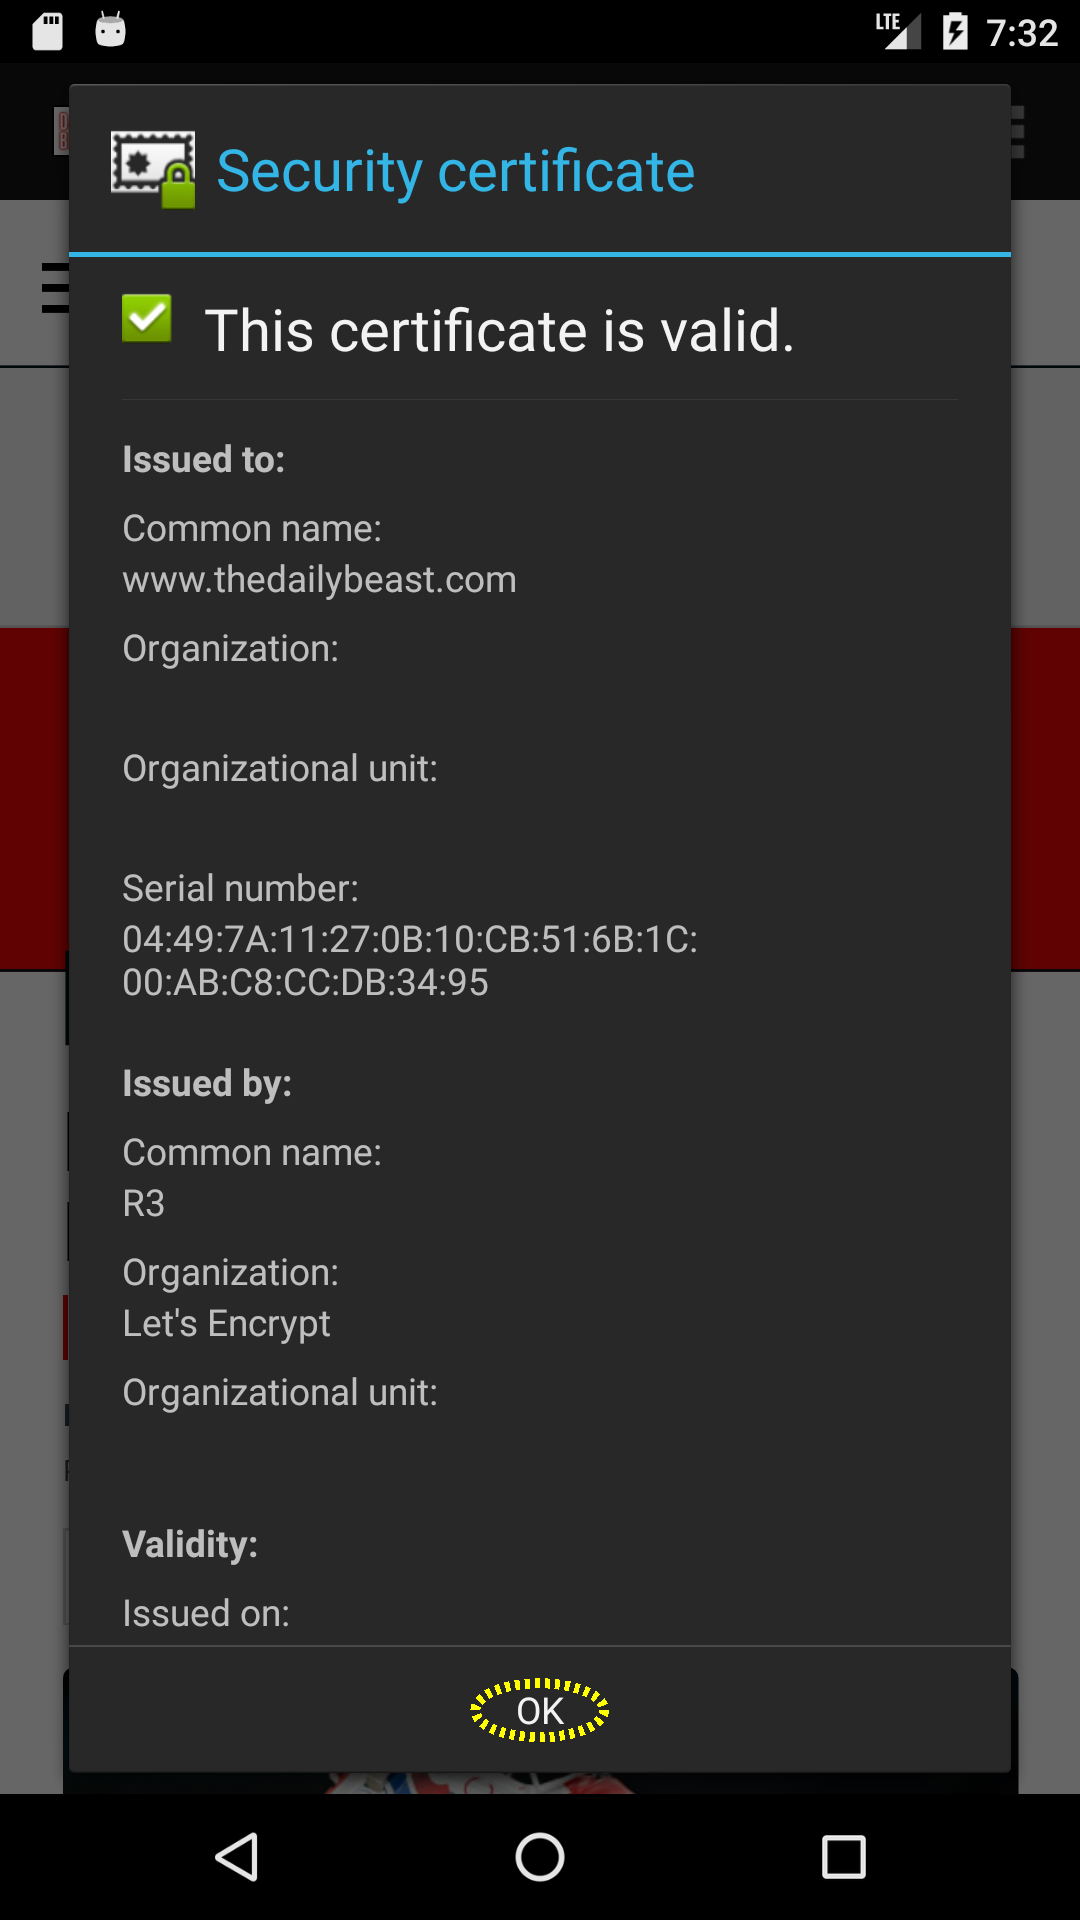 LTE 7:32
Security certificate
This certificate is valid.
Issued to:
Common name:
www.thedailybeast.com
Organization:
Organizational unit:
Serial number:
04:49:7A:11:27:0B:10:CB:51:6B:1C:
00:AB:C8:CC:DB:34:95
Issued by:
Common name:
R3
Organization:
Let's Encrypt
Organizational unit:
Validity:
Issued on:
OK